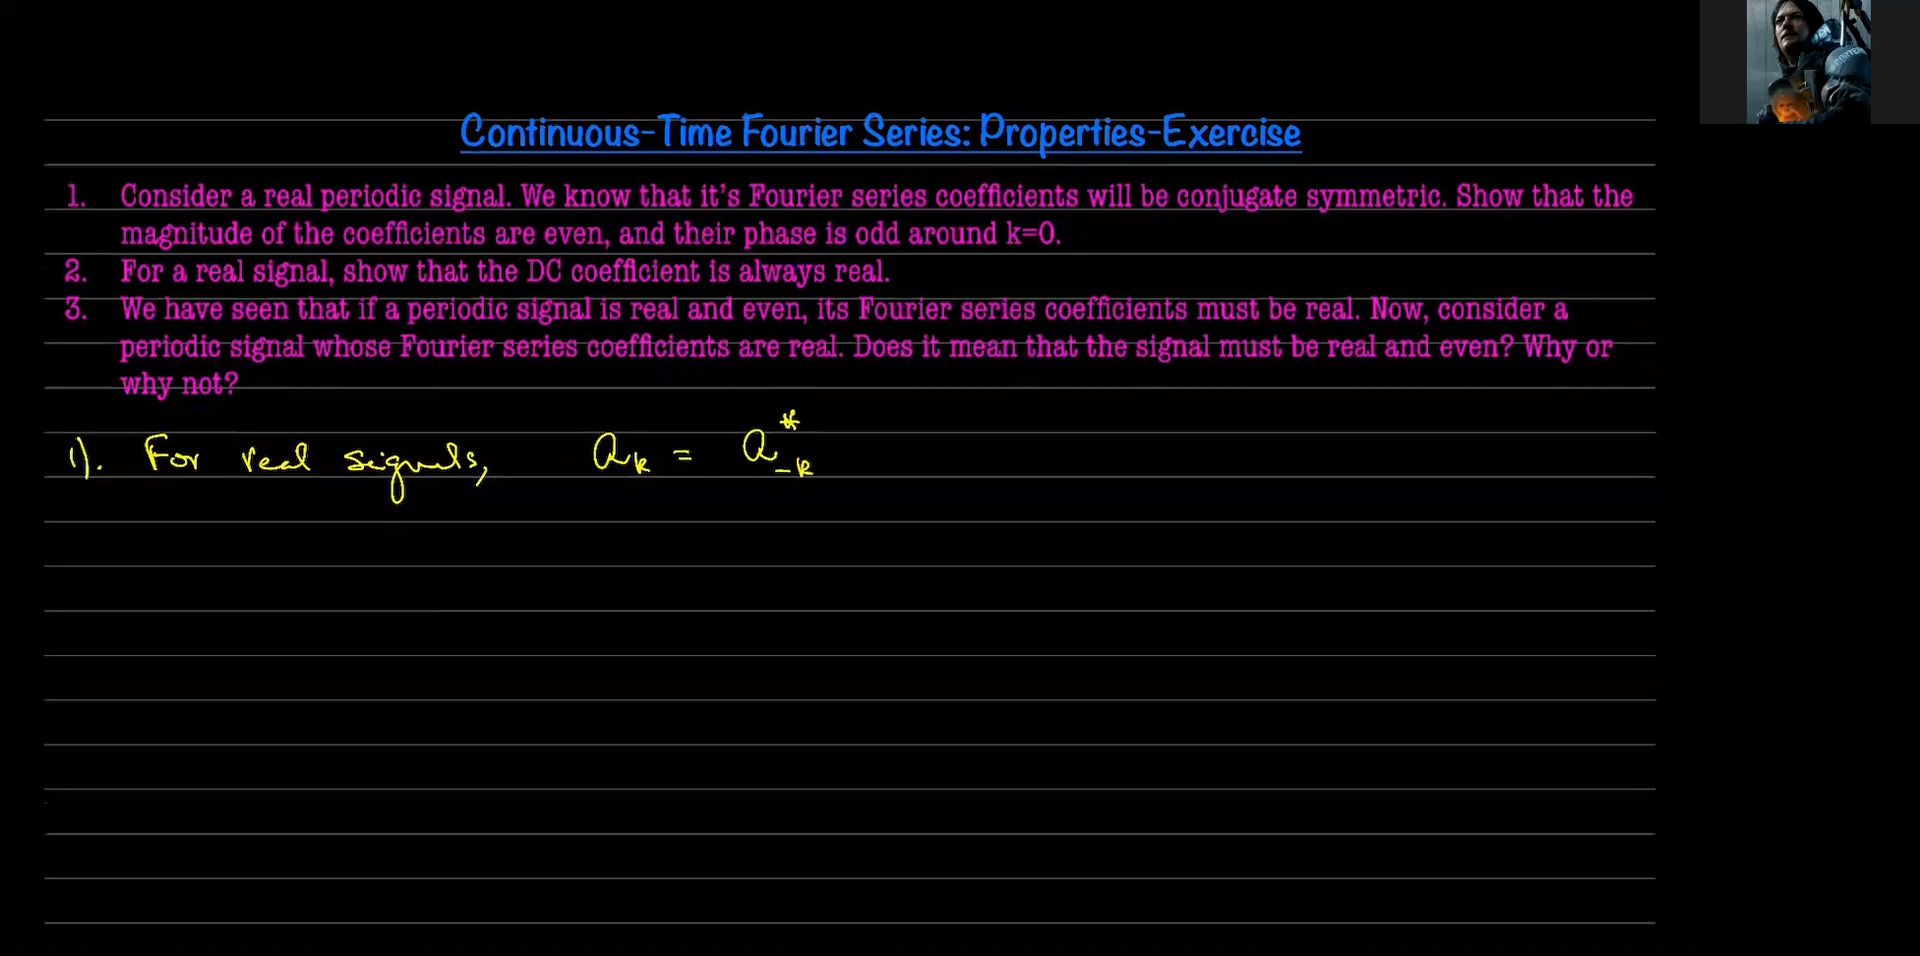 Continuous-Time Fourier Series: Properties-Exercise
1. Consider a real periodic signal. We know that it's Fourier series coefficients will be conjugate symmetric. Show that the
magnitude of the coefficients are even, and their phase is odd around k=0.
2. For a real signal, show that the DC coefficient is always real.
3. We have seen that if a periodic signal is real and even, its Fourier series coefficients must be real. Now, consider a
periodic signal whose Fourier series coefficients are real. Does it mean that the signal must be real and even? Why or
why not?
1). For real signals, a_k = a_{-k}^*